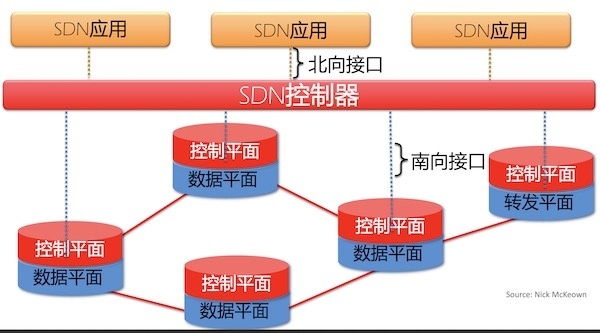 SDN应用
SDN应用
SDN应用
北向接口
SDN控制器
控制平面
数据平面
南向接口
控制平面
转发平面
控制平面
数据平面
控制平面
数据平面
控制平面
数据平面
Source: Nick McKeown